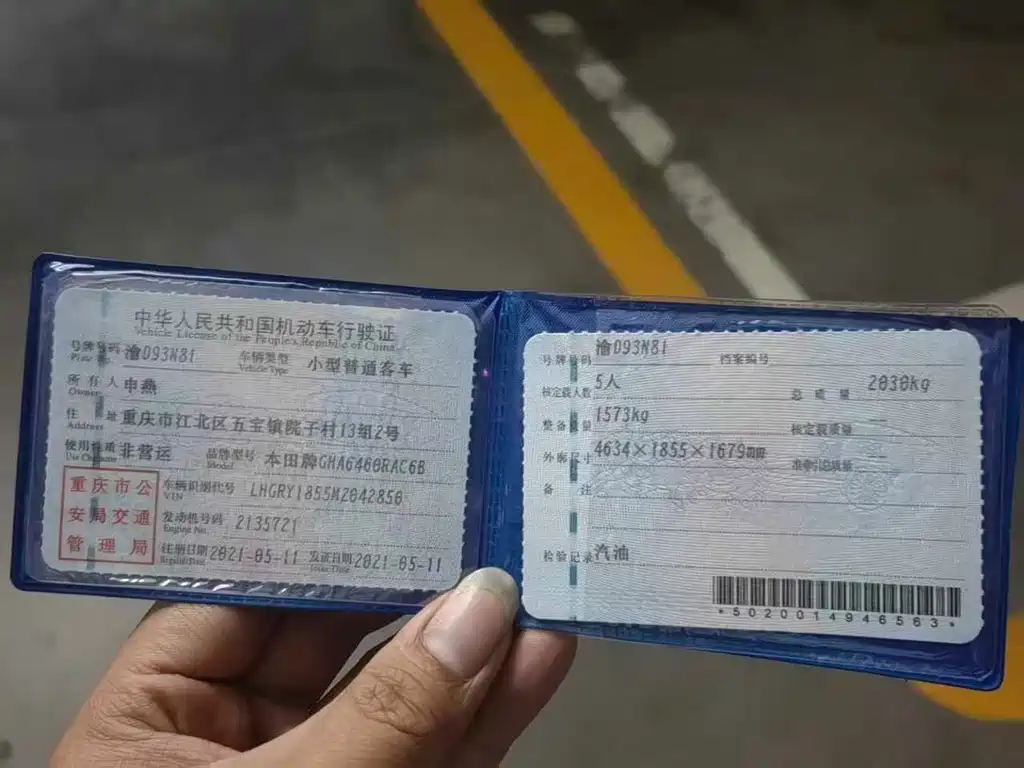 中华人民共和国机动车行驶证
Vehicle License of the People's Republic of China
号牌号码 渝D93N81 车辆类型 小型普通客车
Plate No. Vehicle Type
所有人 申燕
Owner
住址 重庆市江北区五宝镇院子村13组2号
Address
使用性质 非营运 品牌型号 本田牌GHA6460RAC6B
Use Character Model
重庆市公
安局交通
管理局
车辆识别代号 LHGRY1855M2042850
VIN
发动机号码 2135721
Engine No.
注册日期 2021-05-11 发证日期 2021-05-11
Register Date Issue Date
号牌号码 渝D93N81 档案编号
核定载人数 5人 总质量 2030kg
整备质量 1573kg 核定载质量 --
外廓尺寸 4634×1855×1679mm 准牵引总质量 --
备注
检验记录 汽油
*5020014946563*